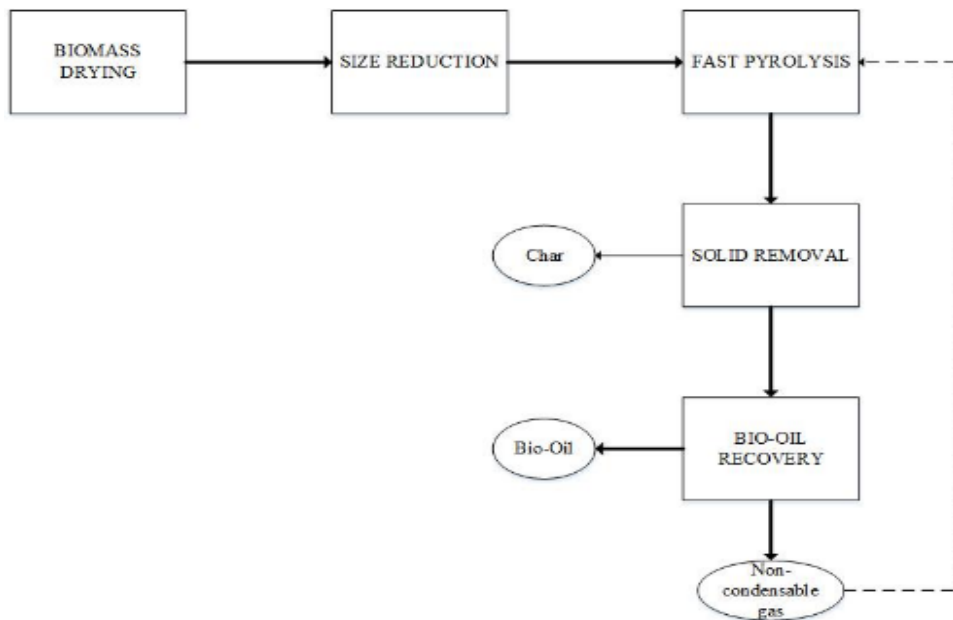 BIOMASS
DRYING
SIZE REDUCTION
FAST PYROLYSIS
Char
SOLID REMOVAL
Bio-Oil
BIO-OIL
RECOVERY
Non-
condensable
gas